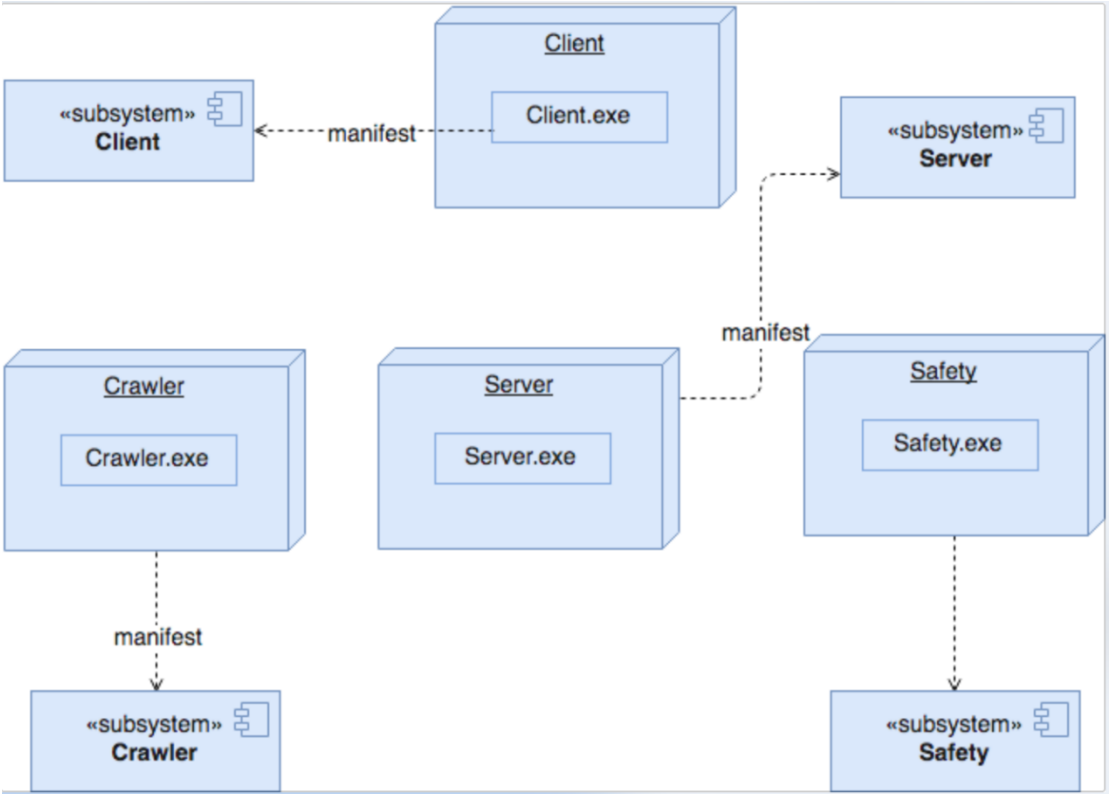 Client
Client.exe
«subsystem»
Client
manifest
«subsystem»
Server
manifest
Crawler
Crawler.exe
Server
Server.exe
Safety
Safety.exe
manifest
«subsystem»
Crawler
«subsystem»
Safety